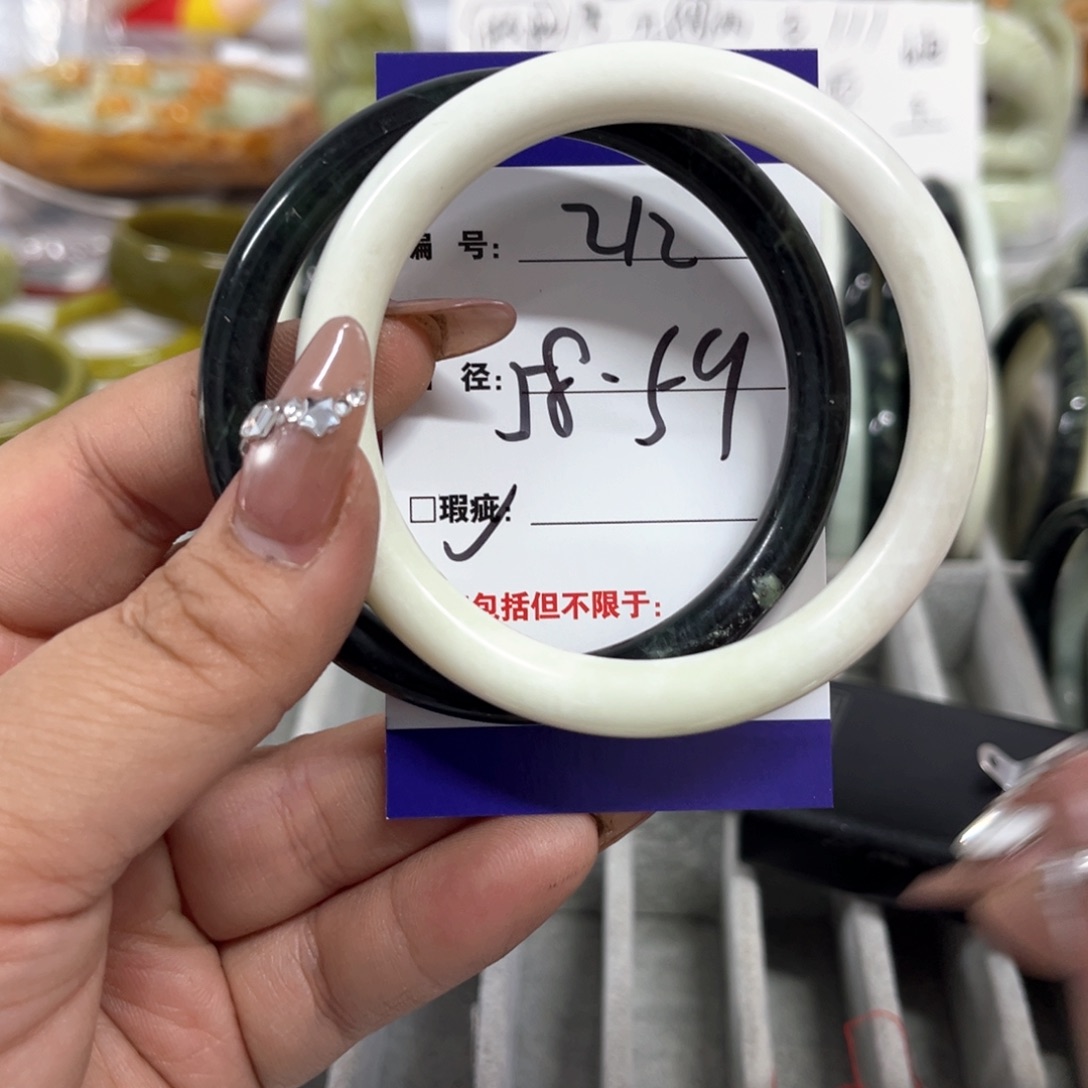 编 号: 212
径: 58.59
□瑕疵: ✓
包括但不限于: